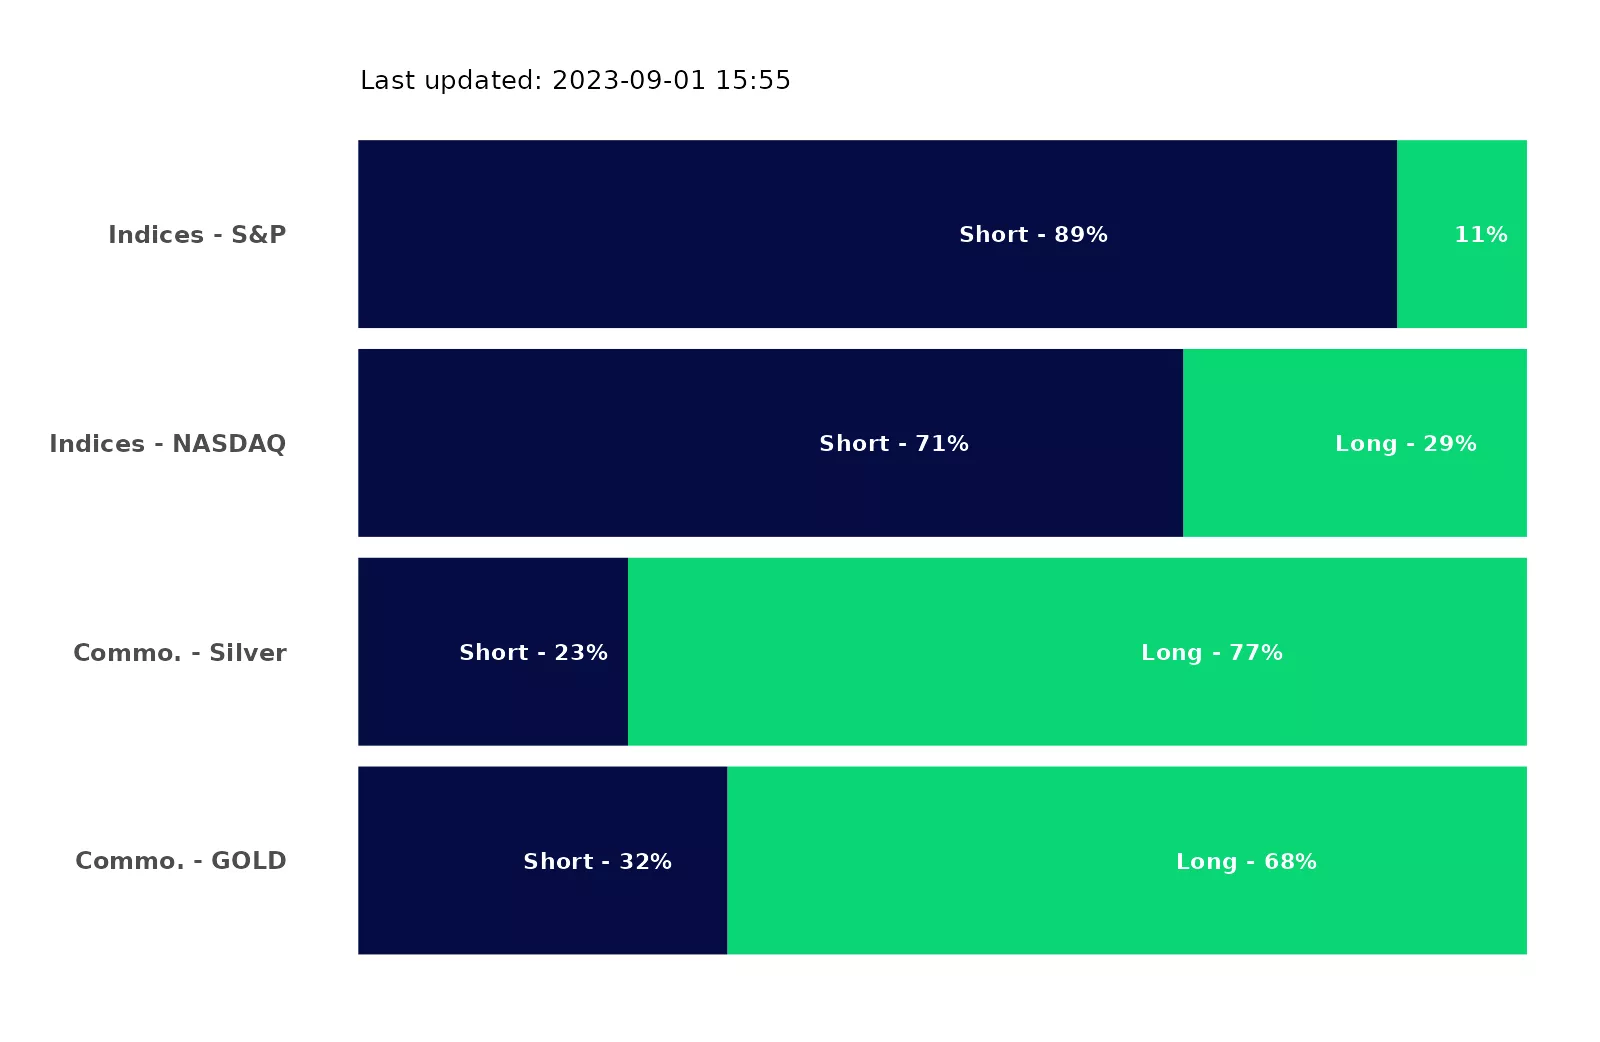 Last updated: 2023-09-01 15:55
Indices - S&P Short - 89% 11%
Indices - NASDAQ Short - 71% Long - 29%
Commo. - Silver Short - 23% Long - 77%
Commo. - GOLD Short - 32% Long - 68%